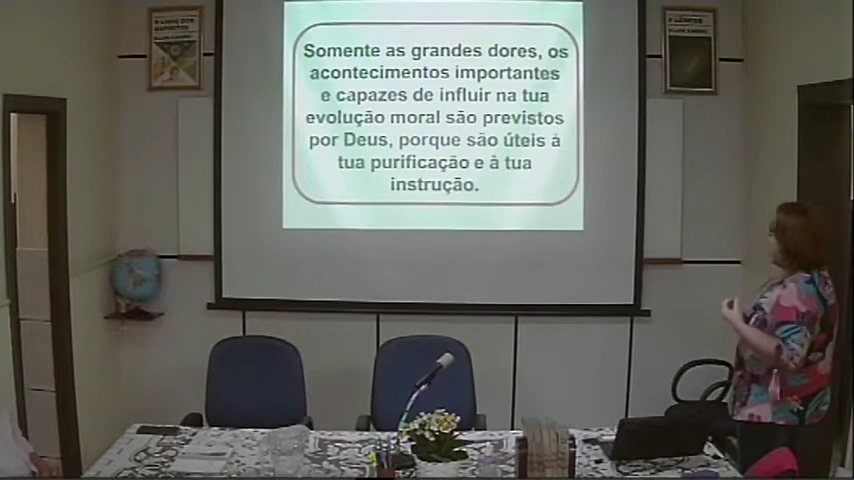 Somente as grandes dores, os
acontecimentos importantes
e capazes de influir na tua
evolução moral são previstos
por Deus, porque são úteis à
tua purificação e à tua
instrução.